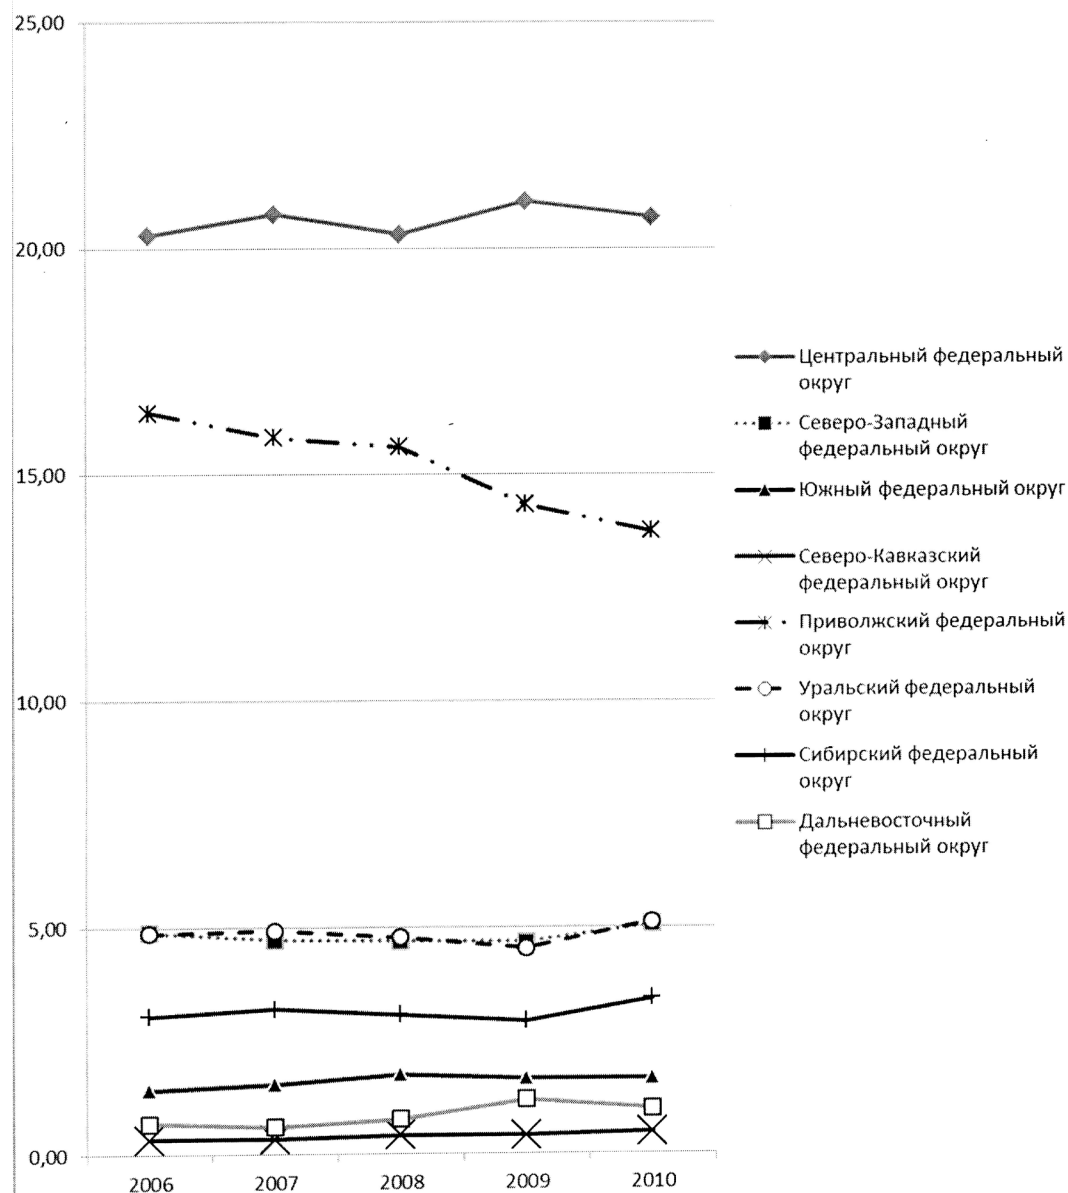 25,00
20,00
15,00
10,00
5,00
0,00
2006
2007
2008
2009
2010
Центральный федеральный
округ
Северо-Западный
федеральный округ
Южный федеральный округ
Северо-Кавказский
федеральный округ
Приволжский федеральный
округ
Уральский федеральный
округ
Сибирский федеральный
округ
Дальневосточный
федеральный округ